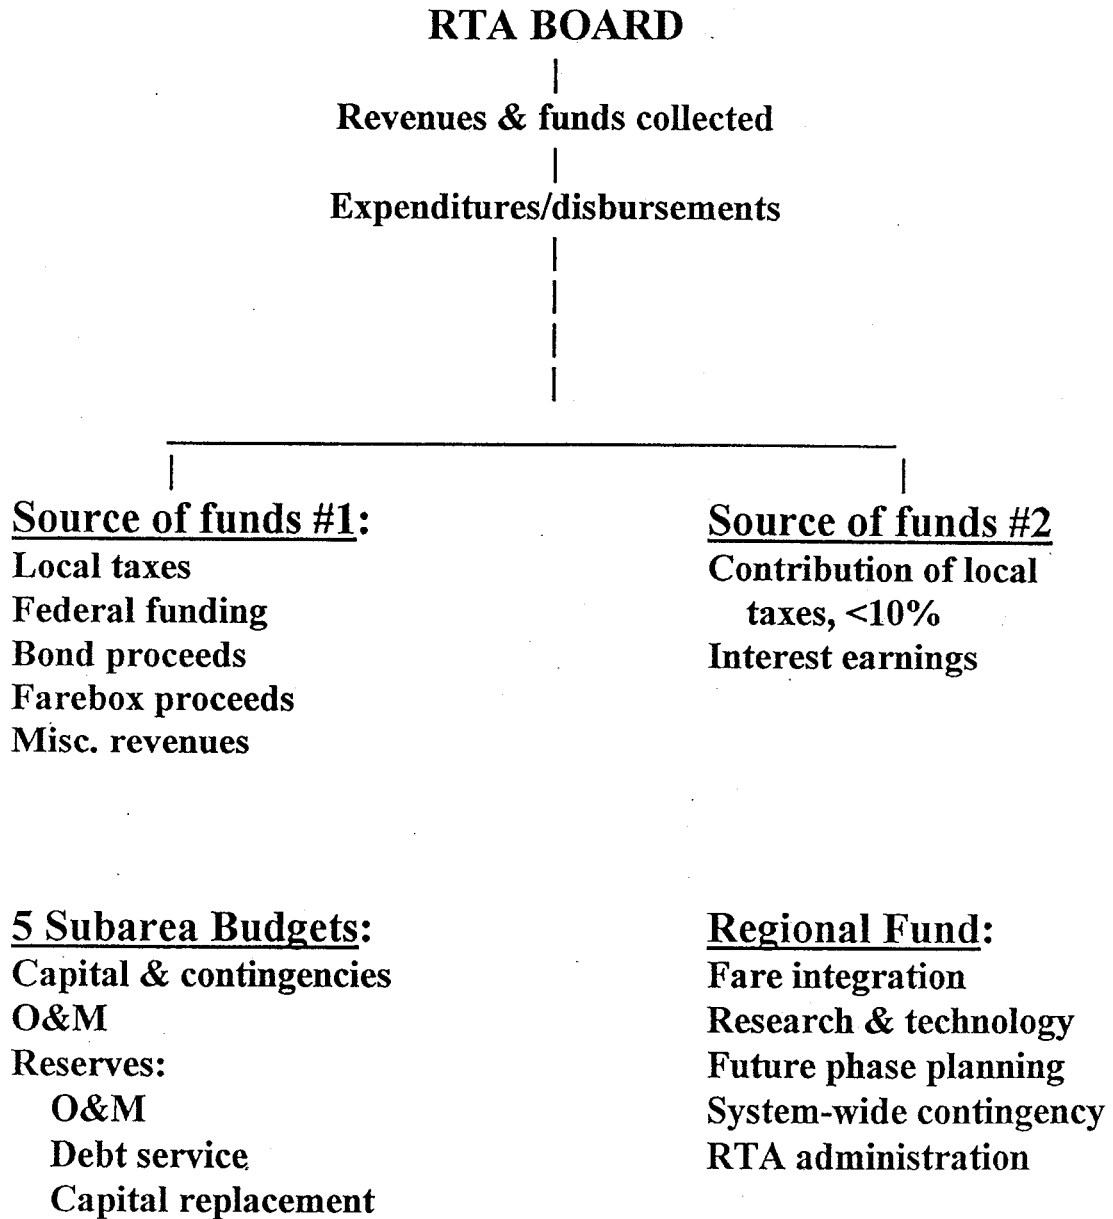 RTA BOARD
Revenues & funds collected
Expenditures/disbursements
Source of funds #1:
Local taxes
Federal funding
Bond proceeds
Farebox proceeds
Misc. revenues
Source of funds #2
Contribution of local
taxes, <10%
Interest earnings
5 Subarea Budgets:
Capital & contingencies
O&M
Reserves:
O&M
Debt service
Capital replacement
Regional Fund:
Fare integration
Research & technology
Future phase planning
System-wide contingency
RTA administration